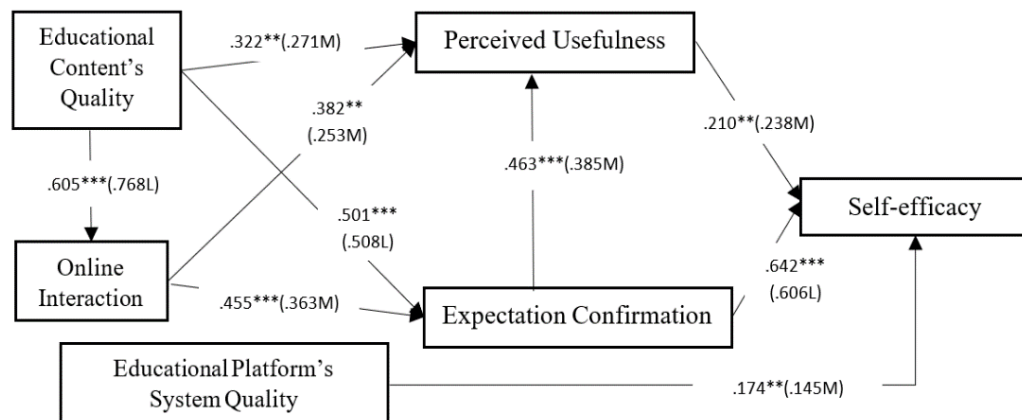 Educational
Content's
Quality
.322**(.271M)
Perceived Usefulness
.382**
(.253M)
.210**(.238M)
.463***(.385M)
.605***(.768L)
.501***
(.508L)
Self-efficacy
Online
Interaction
.455***(.363M)
Expectation Confirmation
.642***
(.606L)
Educational Platform's
System Quality
.174**(.145M)